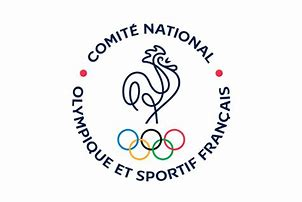 COMITÉ NATIONAL
OLYMPIQUE ET SPORTIF FRANÇAIS